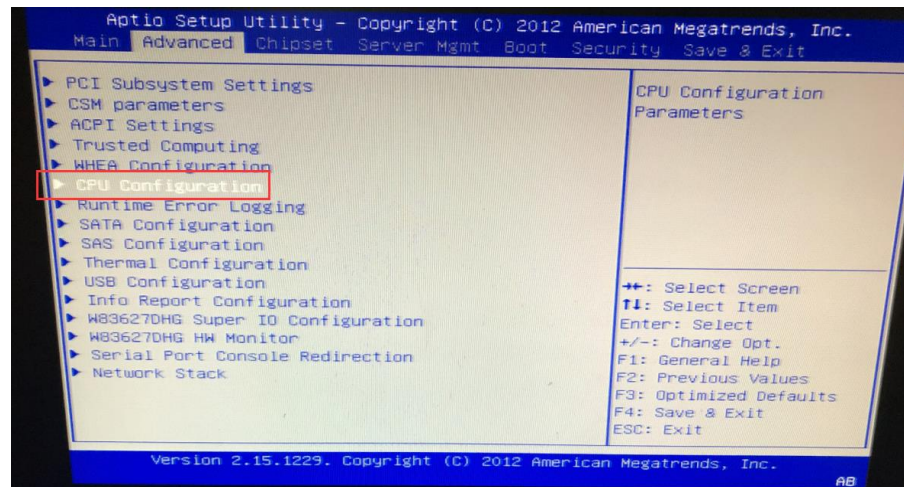 Aptio Setup Utility – Copyright (C) 2012 American Megatrends, Inc.
Main Advanced Chipset Server Mgmt Boot Security Save & Exit
PCI Subsystem Settings
CSM parameters
ACPI Settings
Trusted Computing
WHEA Configuration
CPU Configuration
Runtime Error Logging
SATA Configuration
SAS Configuration
Thermal Configuration
USB Configuration
Info Report Configuration
W83627DHG Super IO Configuration
W83627DHG HW Monitor
Serial Port Console Redirection
Network Stack
CPU Configuration
Parameters
→←: Select Screen
↑↓: Select Item
Enter: Select
+/-: Change Opt.
F1: General Help
F2: Previous Values
F3: Optimized Defaults
F4: Save & Exit
ESC: Exit
Version 2.15.1229. Copyright (C) 2012 American Megatrends, Inc.
AB